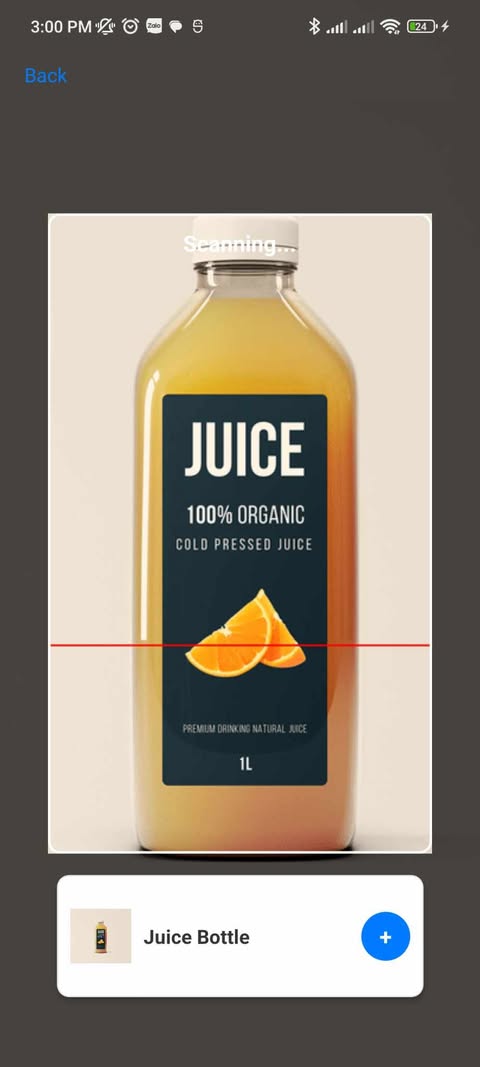 3:00 PM
Zalo
24
Back
Scanning...
JUICE
100% ORGANIC
COLD PRESSED JUICE
PREMIUM DRINKING NATURAL JUICE
1L
Juice Bottle
+